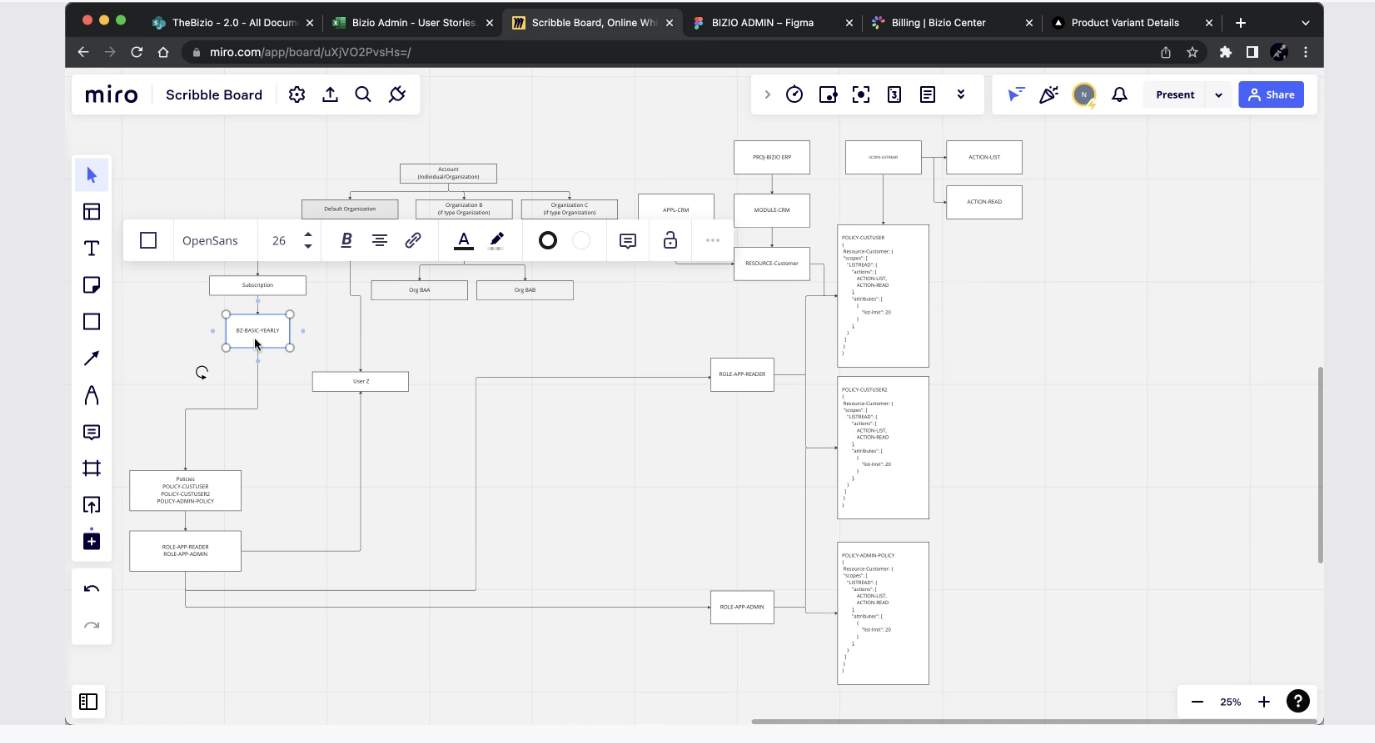 TheBizio - 2.0 - All Docum
Bizio Admin - User Stories
Scribble Board, Online Whi
BIZIO ADMIN – Figma
Billing | Bizio Center
Product Variant Details
miro.com/app/board/uXjVO2PvsHs=/
miro
Scribble Board
3
N
Present
Share
OpenSans
26
B
A
Account
(Individual/Organization)
Default Organization
Organization B
(if type Organization)
Organization C
(if type Organization)
Subscription
B2-BASIC-YEARLY
Org BAA
Org BAB
User Z
Policies
POLICY-CUSTUSER
POLICY-CUSTUSER2
POLICY-ADMIN-POLICY
ROLE-APP-READER
ROLE-APP-ADMIN
APPL-CRM
PROJ-BIZIO ERP
MODULE-CRM
RESOURCE-Customer
ACTION-LIST
ACTION-READ
ROLE-APP-READER
ROLE-APP-ADMIN
POLICY-CUSTUSER
{
Resource-Customer: {
"scopes": [
"LISTREAD": {
"actions": [
ACTION-LIST,
ACTION-READ
],
"attributes": [
{
"list-limit": 20
}
],
}
]
}
}
POLICY-CUSTUSER2
{
Resource-Customer: {
"scopes": [
"LISTREAD": {
"actions": [
ACTION-LIST,
ACTION-READ
],
"attributes": [
{
"list-limit": 20
}
],
}
]
}
}
POLICY-ADMIN-POLICY
{
Resource-Customer: {
"scopes": [
"LISTREAD": {
"actions": [
ACTION-LIST,
ACTION-READ
],
"attributes": [
{
"list-limit": 20
}
],
}
]
}
}
25%
?